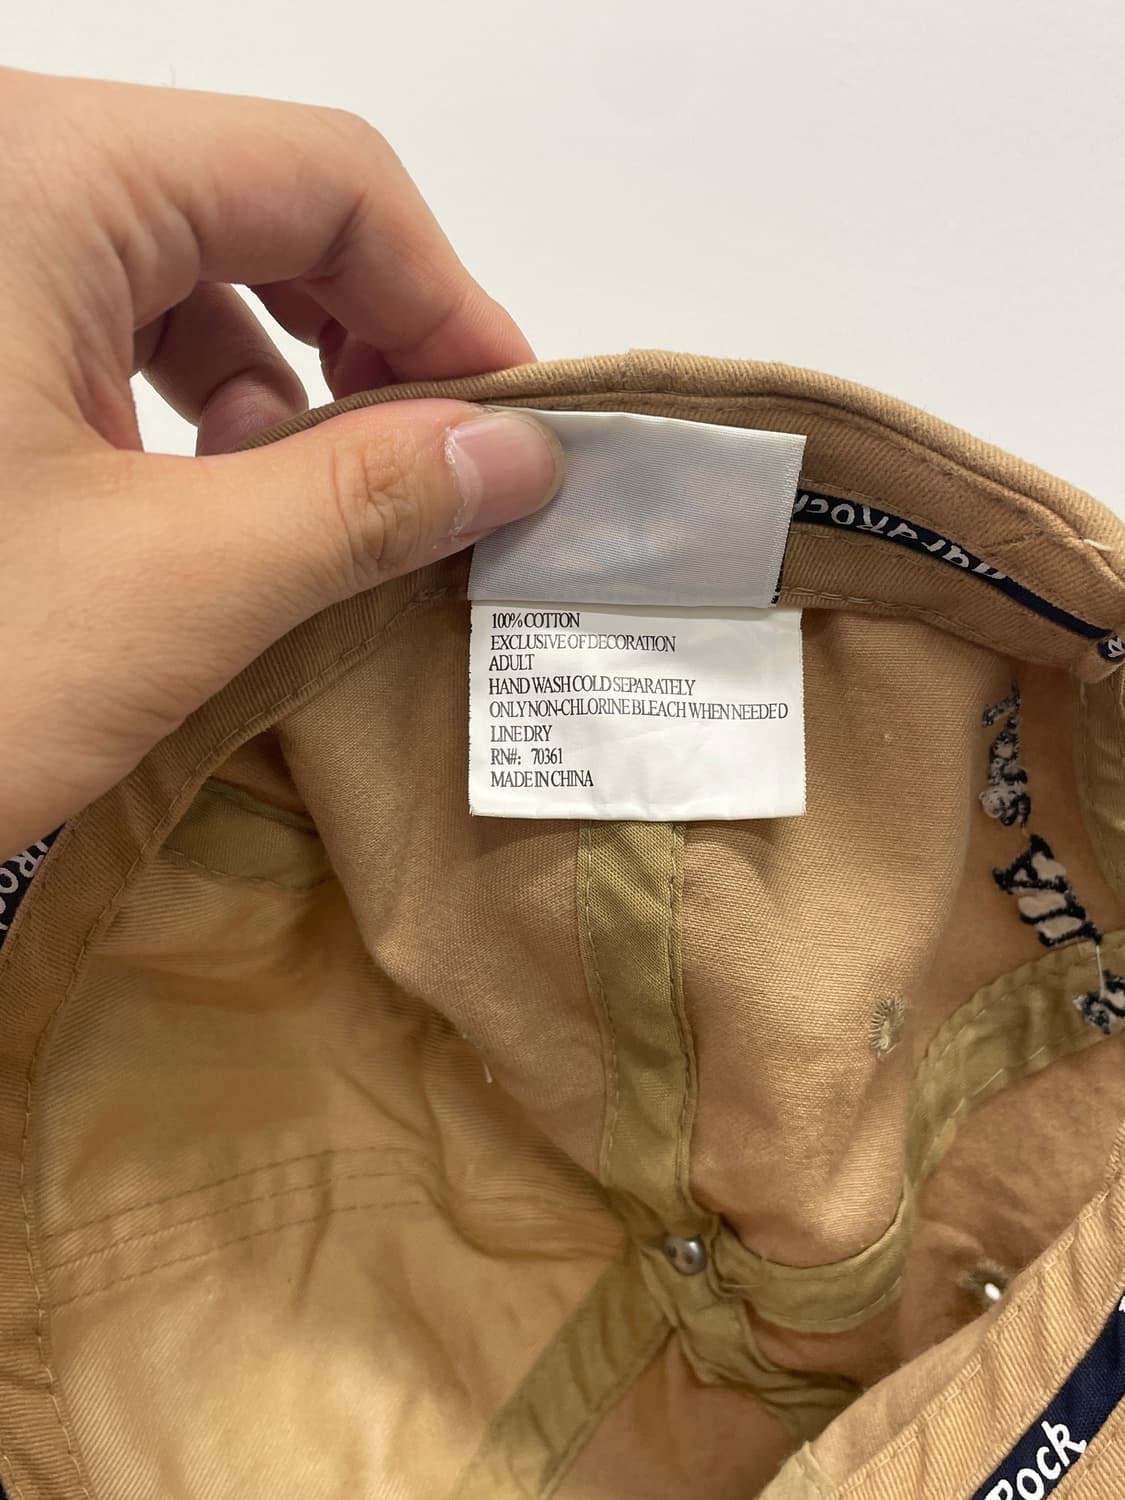 100% COTTON
EXCLUSIVE OF DECORATION
ADULT
HAND WASH COLD SEPARATELY
ONLY NON-CHLORINE BLEACH WHEN NEEDED
LINE DRY
RN#: 70361
MADE IN CHINA
Rock